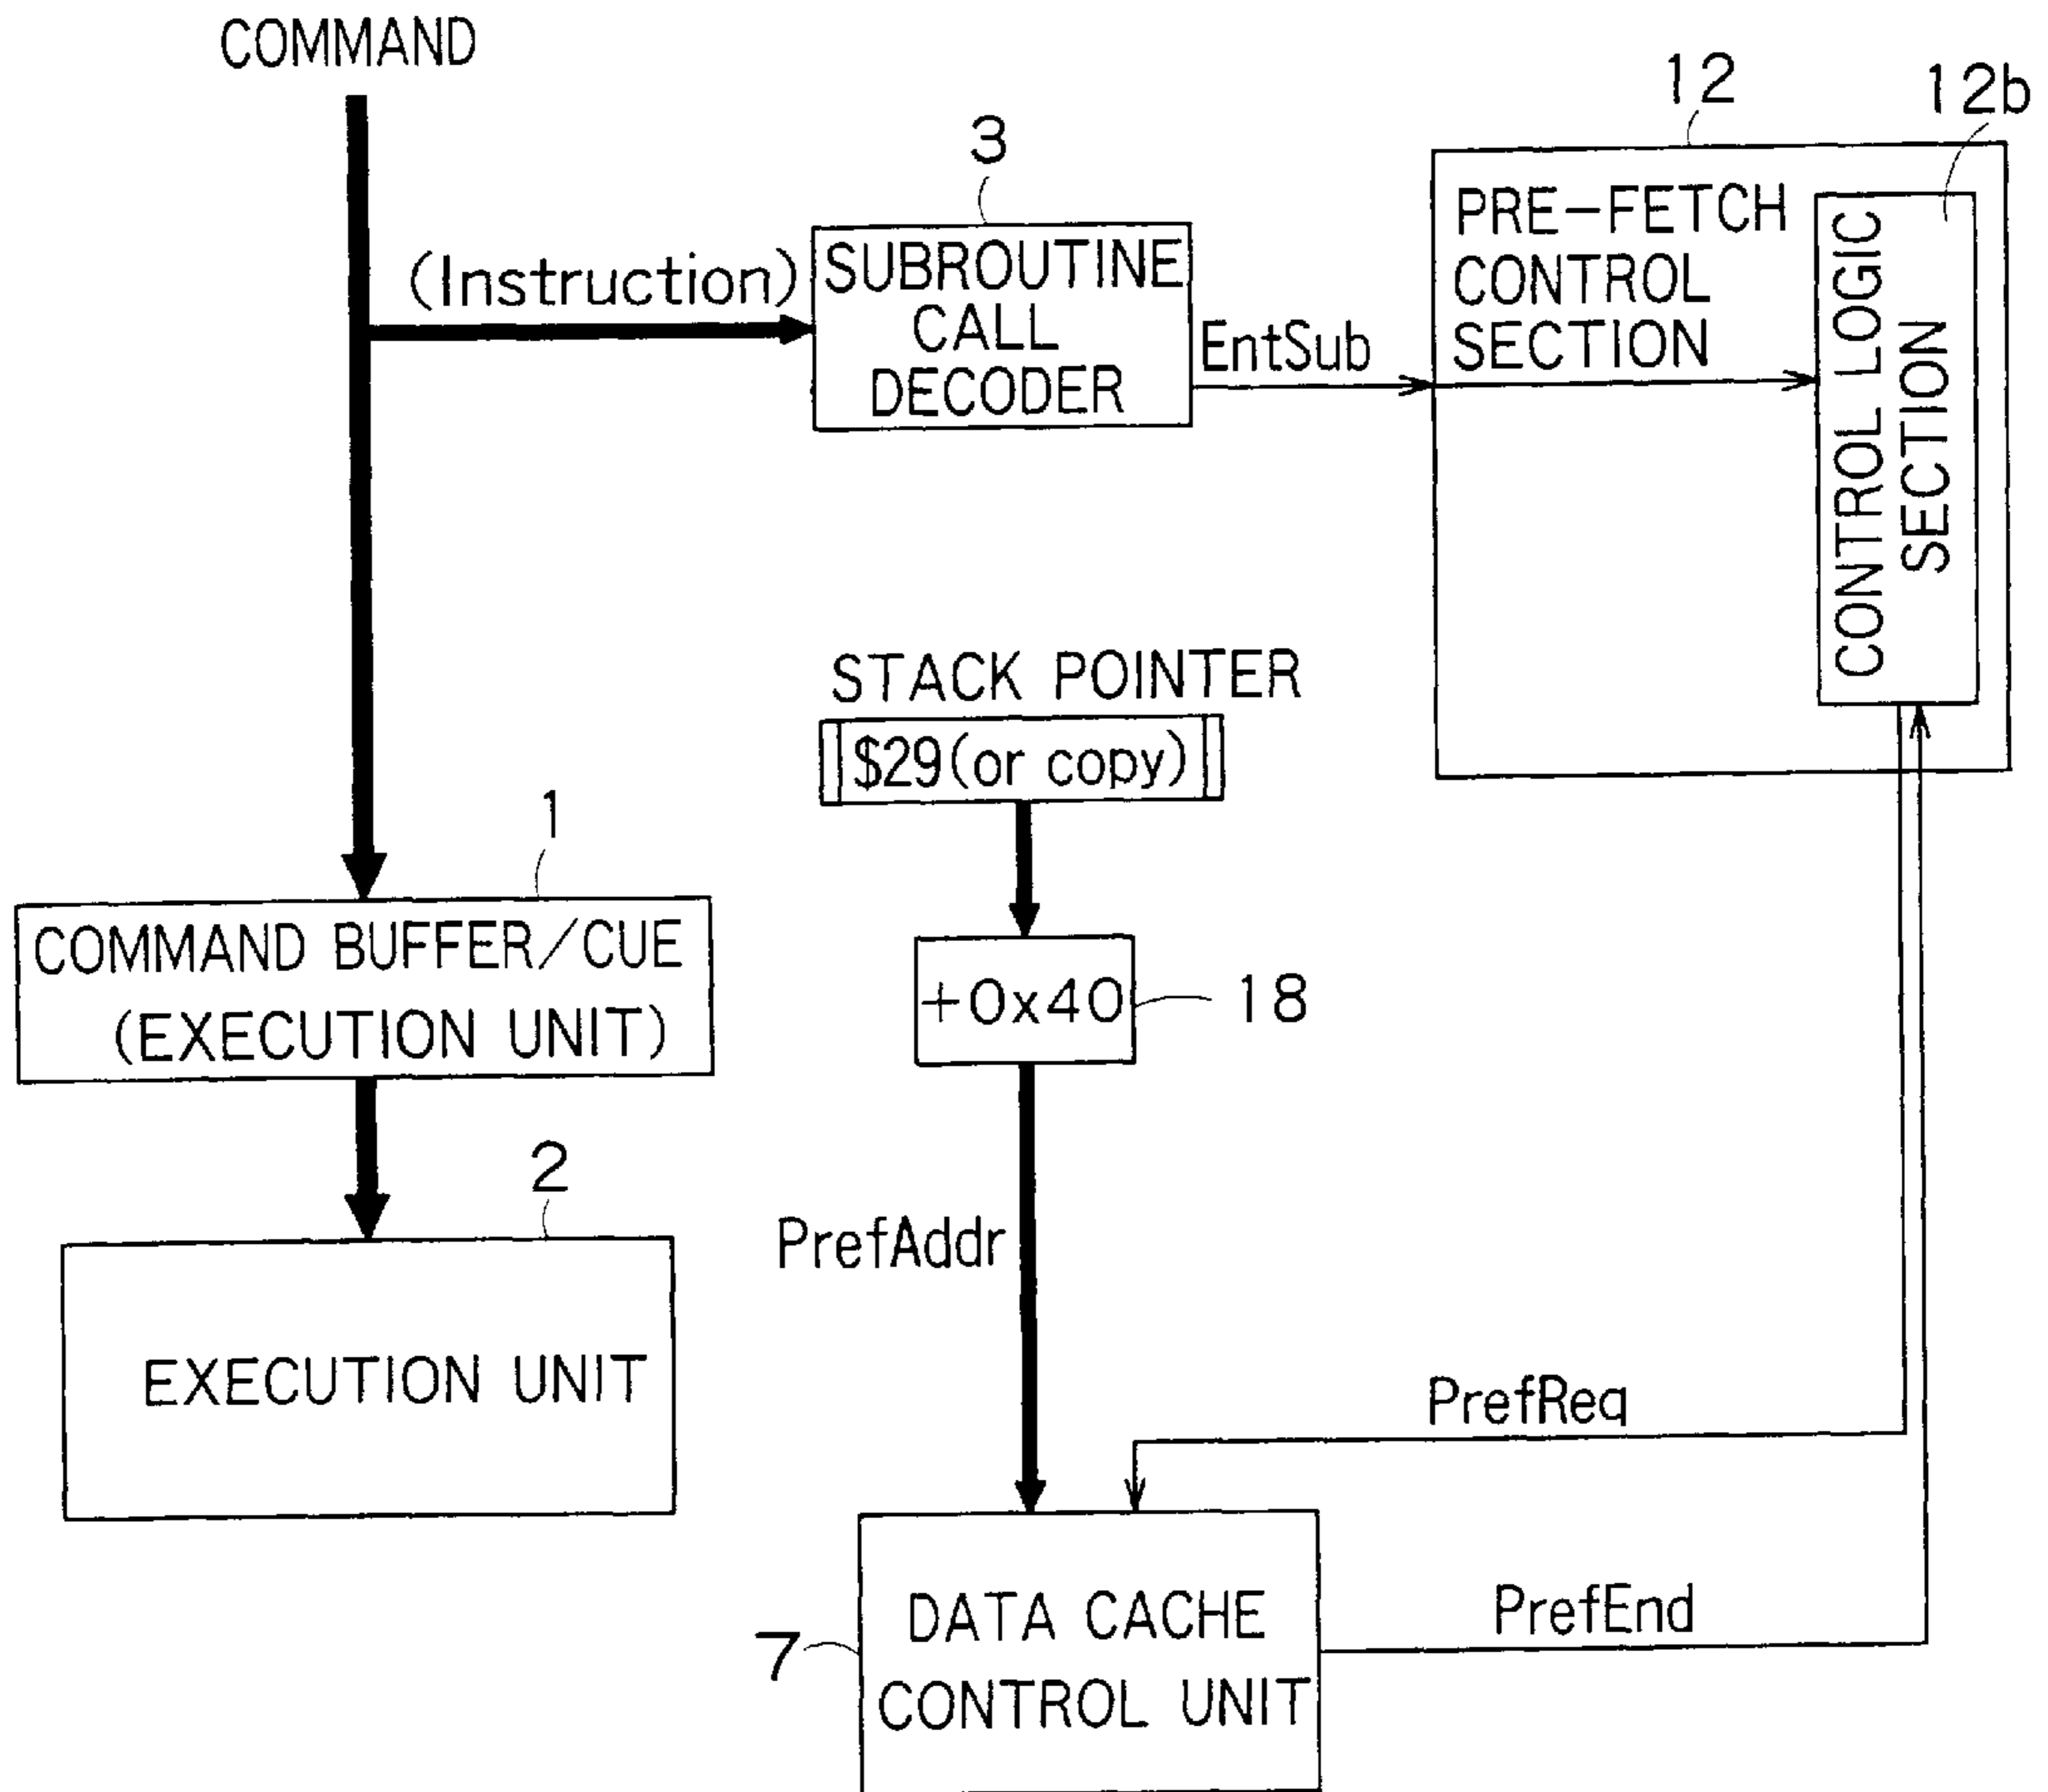 COMMAND
12
12b
3
PRE-FETCH
CONTROL
SECTION
CONTROL LOGIC
SECTION
(Instruction)
SUBROUTINE
CALL
DECODER
EntSub
STACK POINTER
$29(or copy)
1
COMMAND BUFFER/CUE
(EXECUTION UNIT)
+0x40
18
2
EXECUTION UNIT
PrefAddr
PrefReq
PrefEnd
7
DATA CACHE
CONTROL UNIT